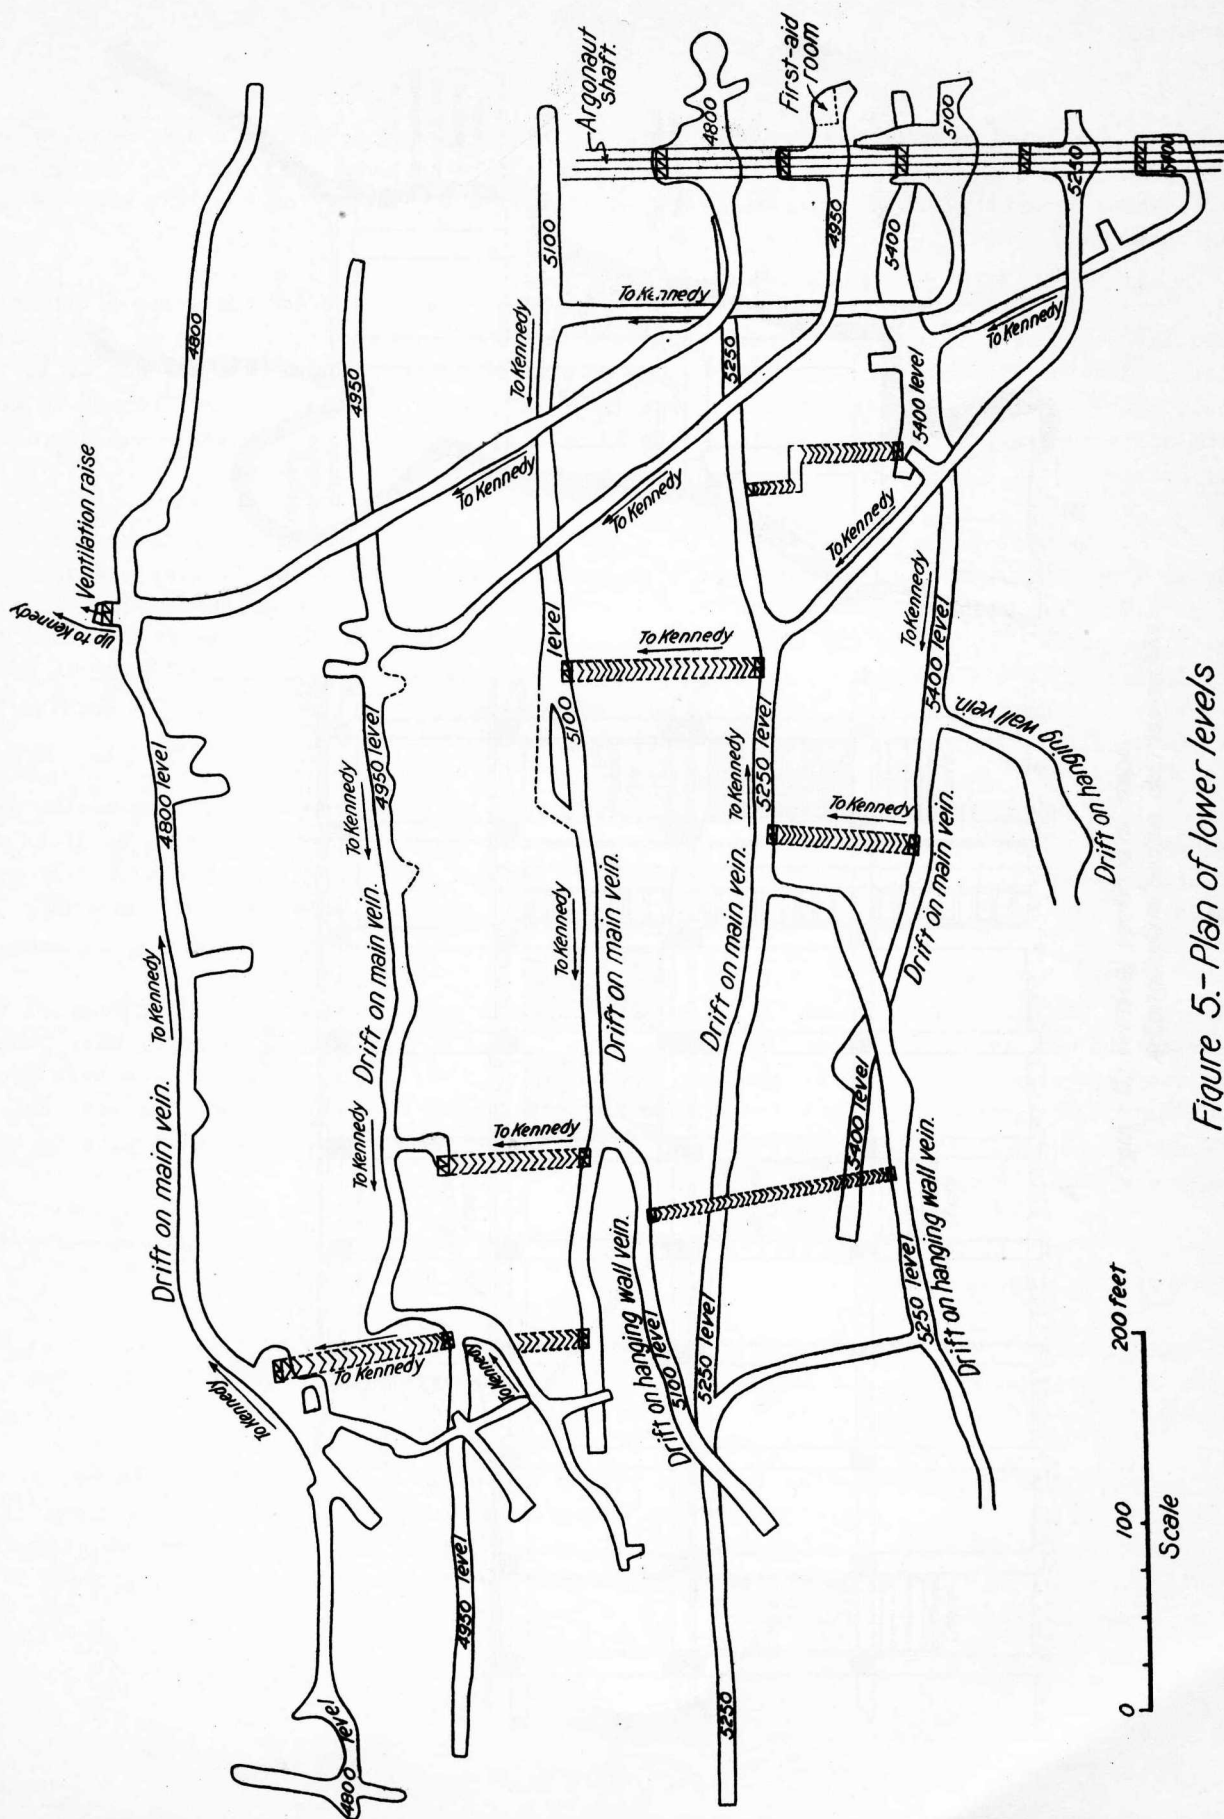 Up to Kennedy
Ventilation raise
4800
4800 level
To Kennedy
Drift on main vein.
To Kennedy
To Kennedy
4800 level
4950
4950 level
To Kennedy
Drift on main vein.
To Kennedy
To Kennedy
4950 level
5100
To Kennedy
To Kennedy
To Kennedy
level
5100
To Kennedy
Drift on main vein.
To Kennedy
Drift on hanging wall vein.
5100 level
Argonaut
shaft.
4800
First-aid
room
4950
5100
5400
5250
5400
To Kennedy
5250
To Kennedy
5400 level
To Kennedy
To Kennedy
To Kennedy
To Kennedy
5250 level
To Kennedy
Drift on main vein.
5250 level
5250
5400 level
To Kennedy
Drift on main vein.
Drift on hanging wall vein.
5400 level
5250 level
Drift on hanging wall vein.
0 100 200 feet
Scale
Figure 5.-Plan of lower levels